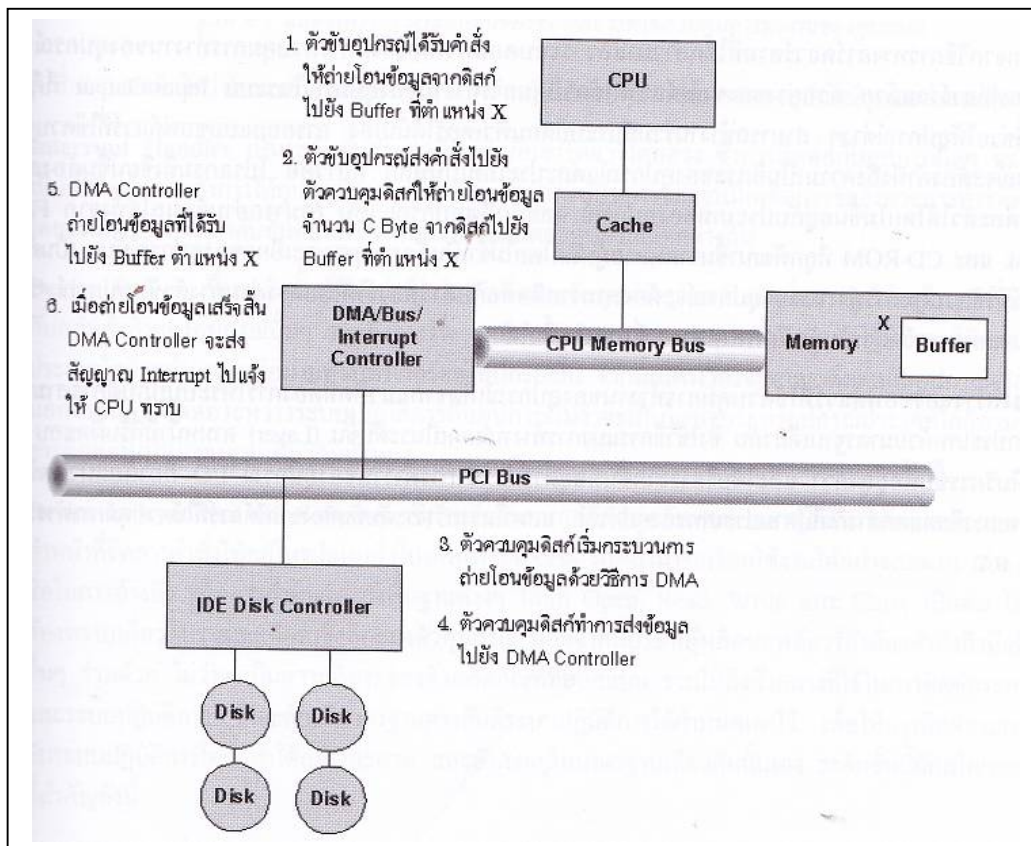 1. ตัวขับอุปกรณ์ได้รับคำสั่ง
ให้ถ่ายโอนข้อมูลจากดิสก์
ไปยัง Buffer ที่ตำแหน่ง X
CPU
2. ตัวขับอุปกรณ์ส่งคำสั่งไปยัง
ตัวควบคุมดิสก์ให้ถ่ายโอนข้อมูล
จำนวน C Byte จากดิสก์ไปยัง
Buffer ที่ตำแหน่ง X
Cache
5. DMA Controller
ถ่ายโอนข้อมูลที่ได้รับ
ไปยัง Buffer ตำแหน่ง X
6. เมื่อถ่ายโอนข้อมูลเสร็จสิ้น
DMA Controller จะส่ง
สัญญาณ Interrupt ไปแจ้ง
ให้ CPU ทราบ
DMA/Bus/
Interrupt
Controller
CPU Memory Bus
Memory
X
Buffer
PCI Bus
3. ตัวควบคุมดิสก์เริ่มกระบวนการ
ถ่ายโอนข้อมูลด้วยวิธีการ DMA
4. ตัวควบคุมดิสก์ทำการส่งข้อมูล
ไปยัง DMA Controller
IDE Disk Controller
Disk
Disk
Disk
Disk